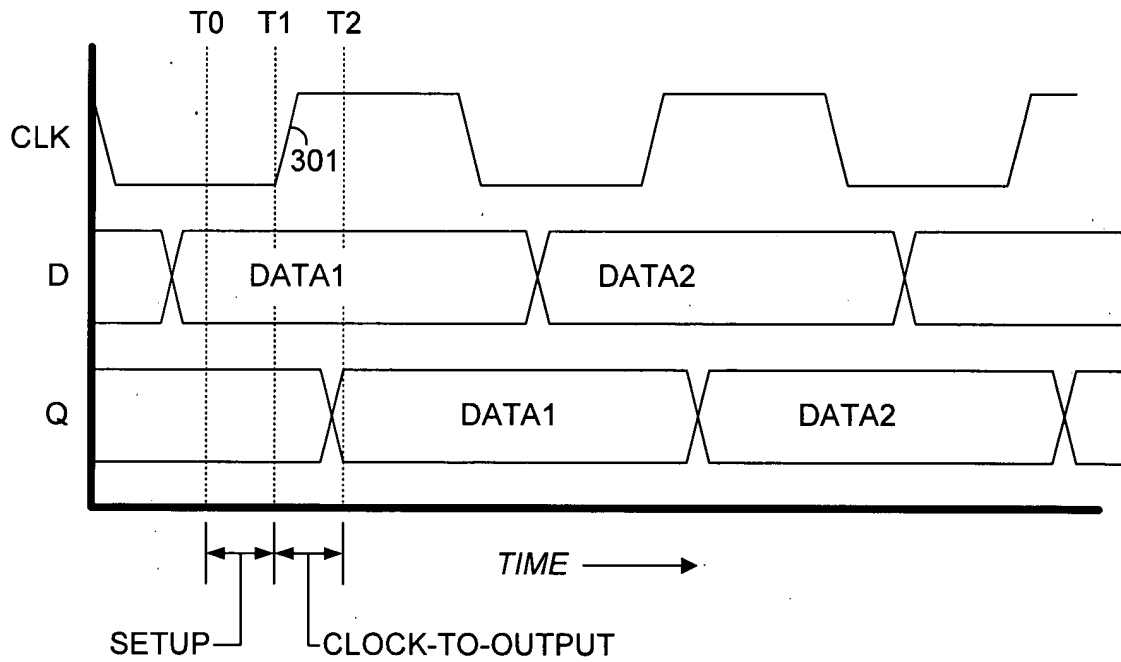 T0 T1 T2
CLK
301
D DATA1 DATA2
Q DATA1 DATA2
TIME
SETUP CLOCK-TO-OUTPUT